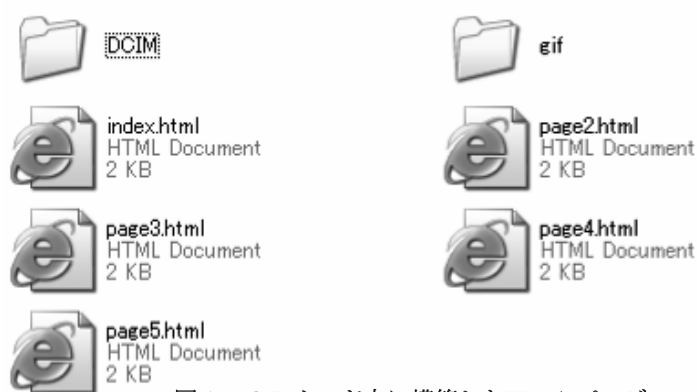 DCIM
gif
index.html
HTML Document
2 KB
page2.html
HTML Document
2 KB
page3.html
HTML Document
2 KB
page4.html
HTML Document
2 KB
page5.html
HTML Document
2 KB